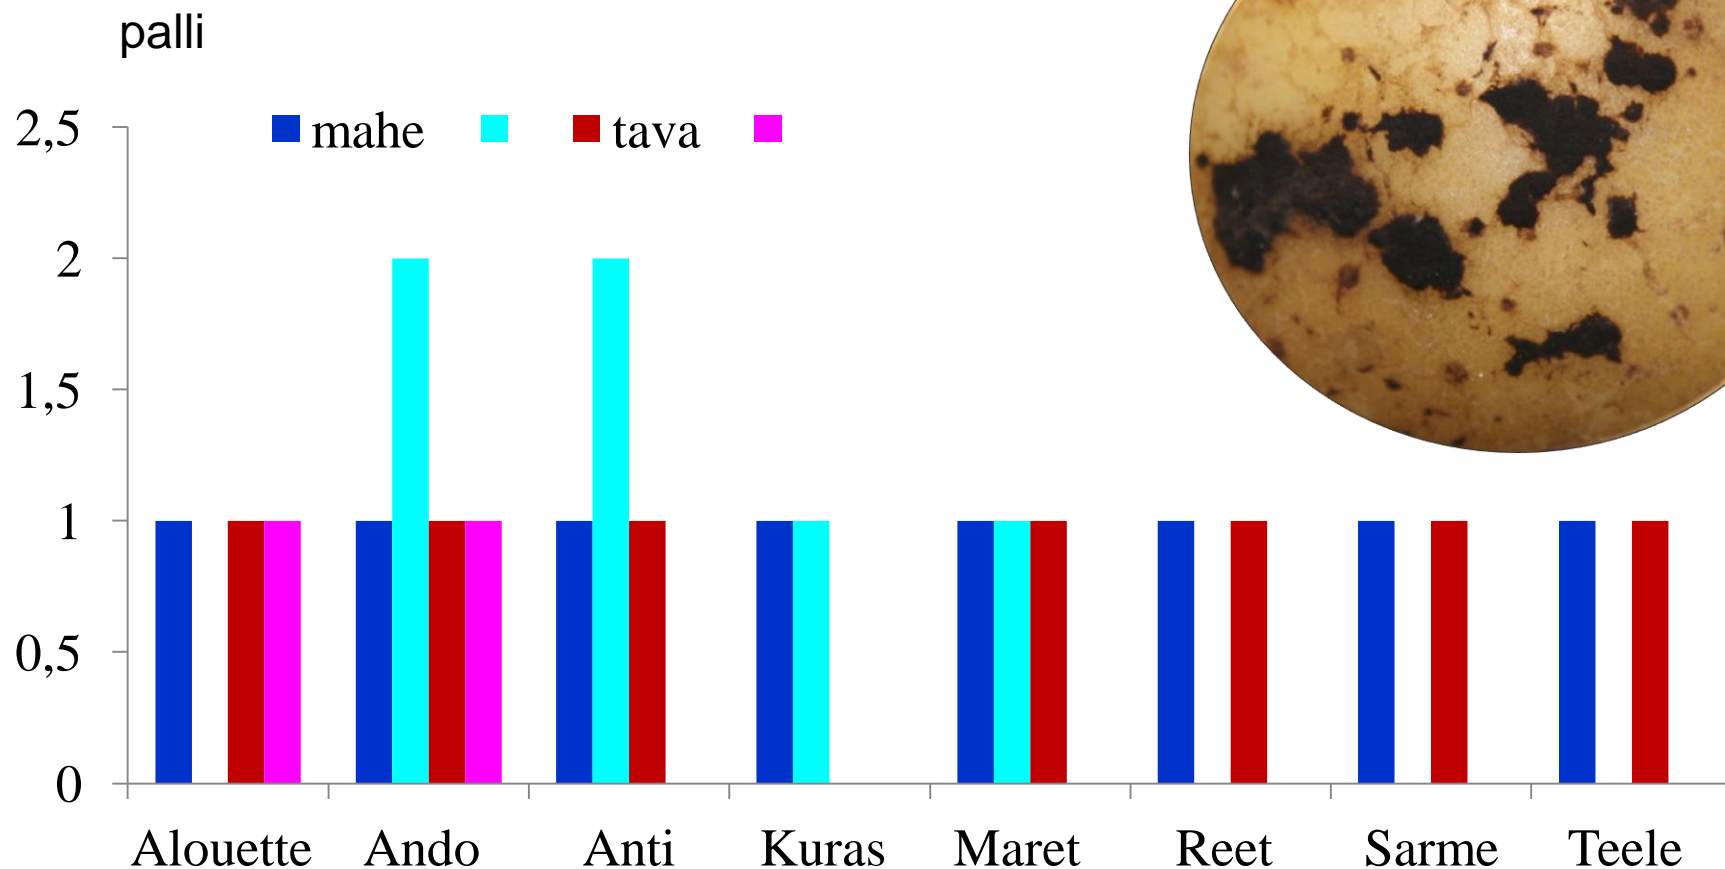 palli
mahe tava
2,5
2
1,5
1
0,5
0
Alouette Ando Anti Kuras Maret Reet Sarme Teele